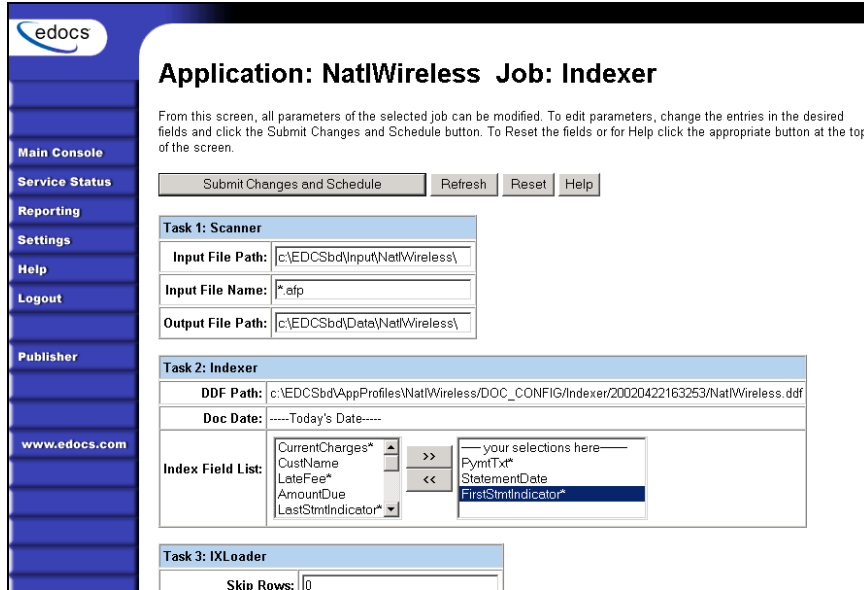 edocs
Application: NatlWireless Job: Indexer
From this screen, all parameters of the selected job can be modified. To edit parameters, change the entries in the desired
fields and click the Submit Changes and Schedule button. To Reset the fields or for Help click the appropriate button at the top
of the screen.
Main Console
Service Status
Reporting
Settings
Help
Logout
Publisher
www.edocs.com
Submit Changes and Schedule Refresh Reset Help
Task 1: Scanner
Input File Path: c:\EDCSbd\Input\NatlWireless\
Input File Name: *.afp
Output File Path: c:\EDCSbd\Data\NatlWireless\
Task 2: Indexer
DDF Path: c:\EDCSbd\AppProfiles\NatlWireless/DOC_CONFIG/Indexer/20020422163253/NatlWireless.ddf
Doc Date: -----Today's Date-----
Index Field List:
CurrentCharges*
CustName
LateFee*
AmountDue
LastStmtIndicator*
>>
<<
----your selections here-----
PymtTxt*
StatementDate
FirstStmtIndicator*
Task 3: IXLoader
Skip Rows: 0